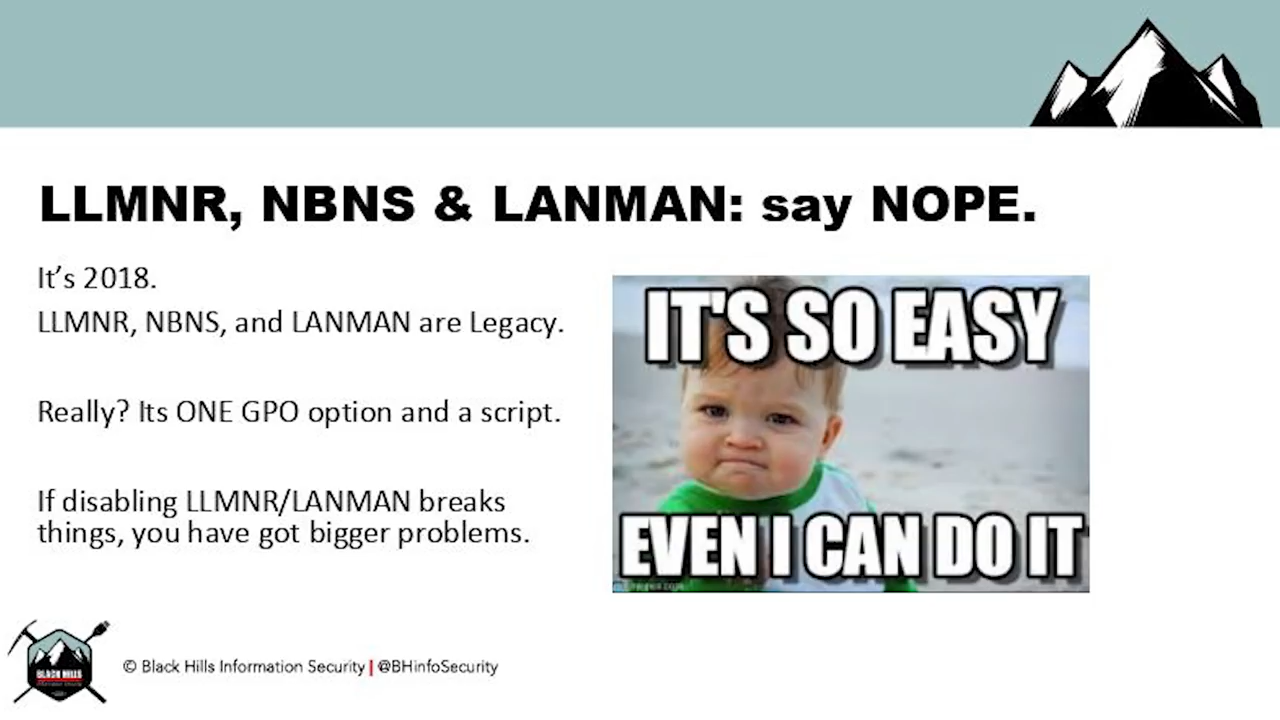 LLMNR, NBNS & LANMAN: say NOPE.
It’s 2018.
LLMNR, NBNS, and LANMAN are Legacy.
Really? Its ONE GPO option and a script.
If disabling LLMNR/LANMAN breaks
things, you have got bigger problems.
IT'S SO EASY
EVEN I CAN DO IT
BLACK HILLS
© Black Hills Information Security | @BHinfoSecurity